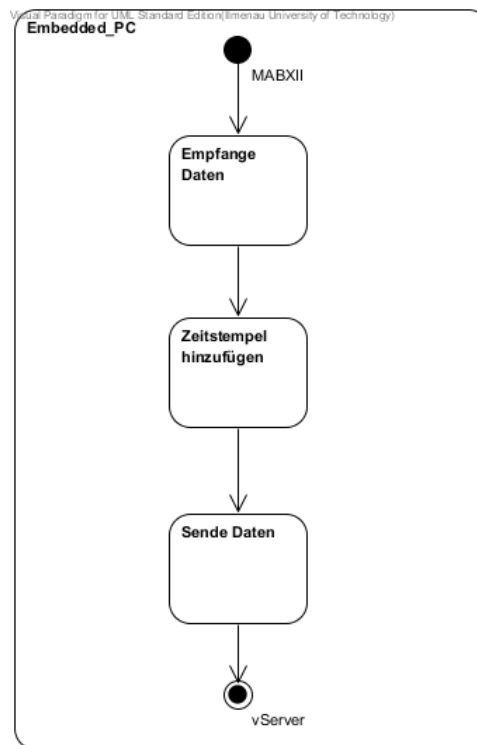 Visual Paradigm for UML Standard Edition(Ilmenau University of Technology)
Embedded_PC
MABXII
Empfange
Daten
Zeitstempel
hinzufügen
Sende Daten
vServer